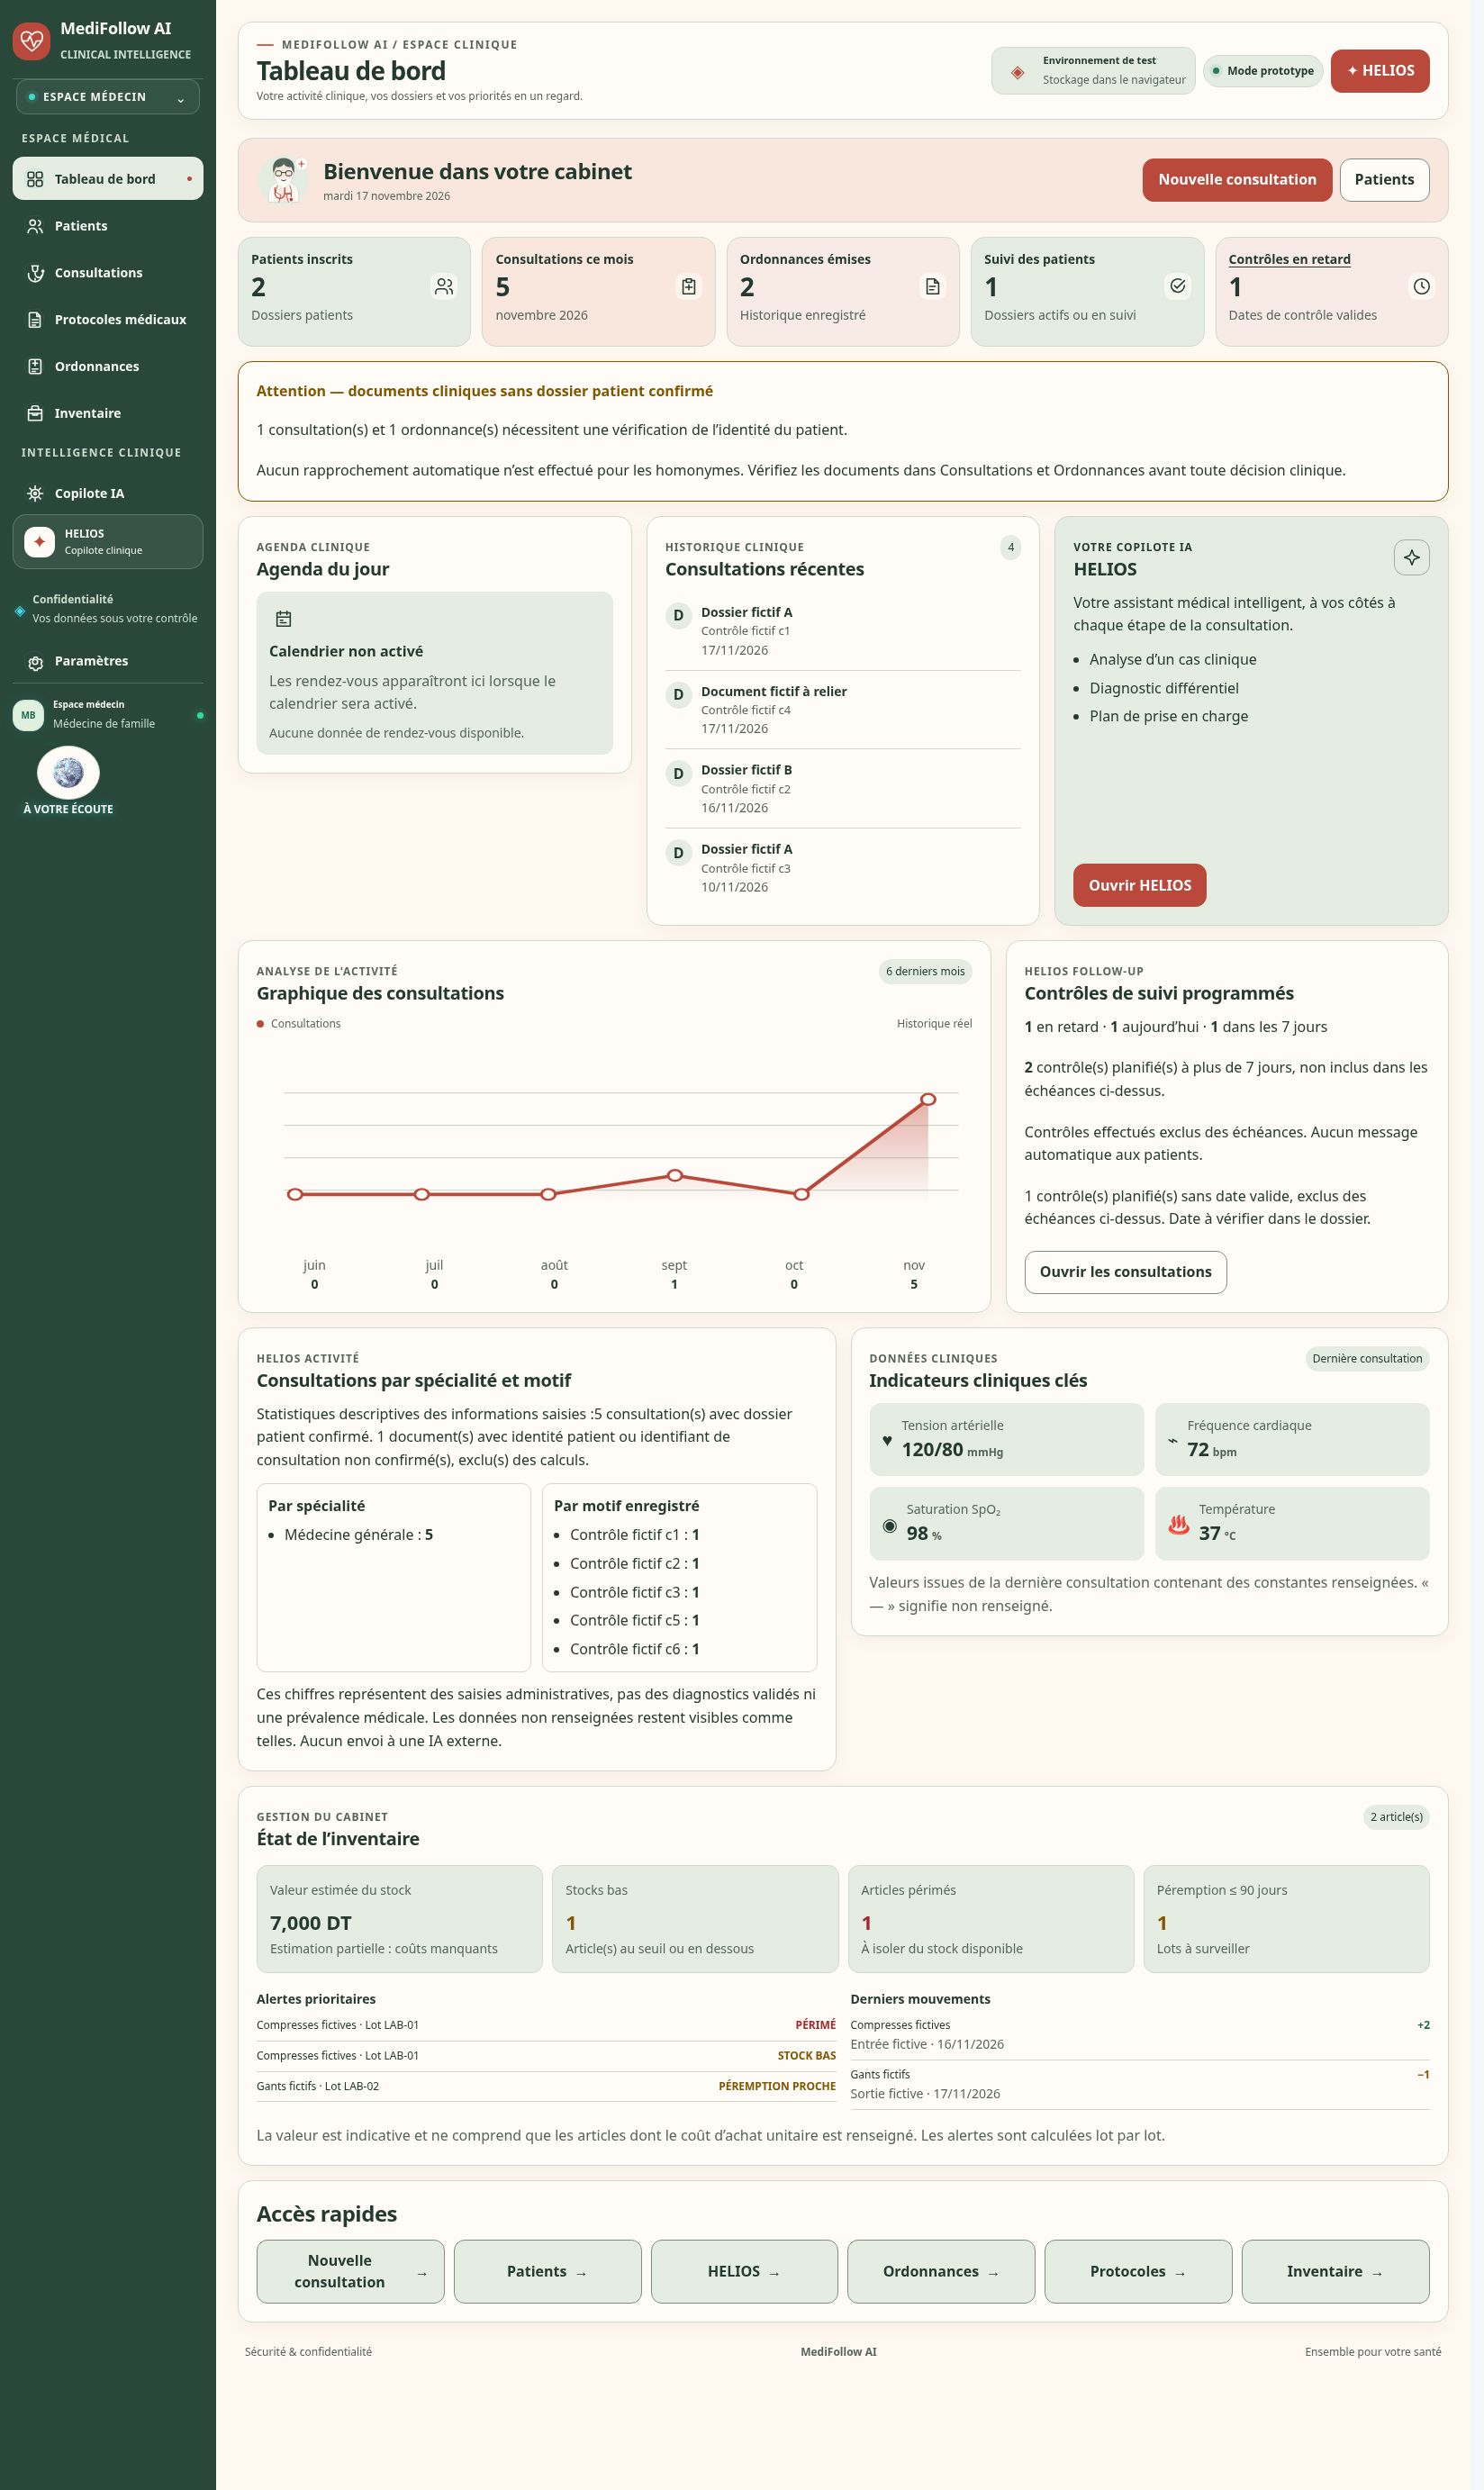 MediFollow AI
CLINICAL INTELLIGENCE
ESPACE MÉDECIN
ESPACE MÉDICAL
Tableau de bord
Patients
Consultations
Protocoles médicaux
Ordonnances
Inventaire
INTELLIGENCE CLINIQUE
Copilote IA
HELIOS
Copilote clinique
Confidentialité
Vos données sous votre contrôle
Paramètres
MB
Espace médecin
Médecine de famille
À VOTRE ÉCOUTE
MEDIFOLLOW AI / ESPACE CLINIQUE
Tableau de bord
Votre activité clinique, vos dossiers et vos priorités en un regard.
Environnement de test
Stockage dans le navigateur
Mode prototype
✦ HELIOS
Bienvenue dans votre cabinet
mardi 17 novembre 2026
Nouvelle consultation
Patients
Patients inscrits
2
Dossiers patients
Consultations ce mois
5
novembre 2026
Ordonnances émises
2
Historique enregistré
Suivi des patients
1
Dossiers actifs ou en suivi
Contrôles en retard
1
Dates de contrôle valides
Attention — documents cliniques sans dossier patient confirmé
1 consultation(s) et 1 ordonnance(s) nécessitent une vérification de l’identité du patient.
Aucun rapprochement automatique n’est effectué pour les homonymes. Vérifiez les documents dans Consultations et Ordonnances avant toute décision clinique.
AGENDA CLINIQUE
Agenda du jour
Calendrier non activé
Les rendez-vous apparaîtront ici lorsque le
calendrier sera activé.
Aucune donnée de rendez-vous disponible.
HISTORIQUE CLINIQUE
4
Consultations récentes
D
Dossier fictif A
Contrôle fictif c1
17/11/2026
D
Document fictif à relier
Contrôle fictif c4
17/11/2026
D
Dossier fictif B
Contrôle fictif c2
16/11/2026
D
Dossier fictif A
Contrôle fictif c3
10/11/2026
VOTRE COPILOTE IA
HELIOS
Votre assistant médical intelligent, à vos côtés à
chaque étape de la consultation.
• Analyse d’un cas clinique
• Diagnostic différentiel
• Plan de prise en charge
Ouvrir HELIOS
ANALYSE DE L'ACTIVITÉ
6 derniers mois
Graphique des consultations
Consultations
Historique réel
juin juil août sept oct nov
0 0 0 1 0 5
HELIOS FOLLOW-UP
Contrôles de suivi programmés
1 en retard · 1 aujourd’hui · 1 dans les 7 jours
2 contrôle(s) planifié(s) à plus de 7 jours, non inclus dans les
échéances ci-dessus.
Contrôles effectués exclus des échéances. Aucun message
automatique aux patients.
1 contrôle(s) planifié(s) sans date valide, exclus des
échéances ci-dessus. Date à vérifier dans le dossier.
Ouvrir les consultations
HELIOS ACTIVITÉ
Consultations par spécialité et motif
Statistiques descriptives des informations saisies :5 consultation(s) avec dossier
patient confirmé. 1 document(s) avec identité patient ou identifiant de
consultation non confirmé(s), exclu(s) des calculs.
Par spécialité
• Médecine générale : 5
Par motif enregistré
• Contrôle fictif c1 : 1
• Contrôle fictif c2 : 1
• Contrôle fictif c3 : 1
• Contrôle fictif c5 : 1
• Contrôle fictif c6 : 1
Ces chiffres représentent des saisies administratives, pas des diagnostics validés ni
une prévalence médicale. Les données non renseignées restent visibles comme
telles. Aucun envoi à une IA externe.
DONNÉES CLINIQUES
Dernière consultation
Indicateurs cliniques clés
Tension artérielle
120/80 mmHg
Fréquence cardiaque
72 bpm
Saturation SpO₂
98 %
Température
37 °C
Valeurs issues de la dernière consultation contenant des constantes renseignées. «
— » signifie non renseigné.
GESTION DU CABINET
2 article(s)
État de l’inventaire
Valeur estimée du stock
7,000 DT
Estimation partielle : coûts manquants
Stocks bas
1
Article(s) au seuil ou en dessous
Articles périmés
1
À isoler du stock disponible
Péremption ≤ 90 jours
1
Lots à surveiller
Alertes prioritaires
Compresses fictives · Lot LAB-01 PÉRIMÉ
Compresses fictives · Lot LAB-01 STOCK BAS
Gants fictifs · Lot LAB-02 PÉREMPTION PROCHE
Derniers mouvements
Compresses fictives +2
Entrée fictive · 16/11/2026
Gants fictifs −1
Sortie fictive · 17/11/2026
La valeur est indicative et ne comprend que les articles dont le coût d’achat unitaire est renseigné. Les alertes sont calculées lot par lot.
Accès rapides
Nouvelle
consultation →
Patients →
HELIOS →
Ordonnances →
Protocoles →
Inventaire →
Sécurité & confidentialité
MediFollow AI
Ensemble pour votre santé